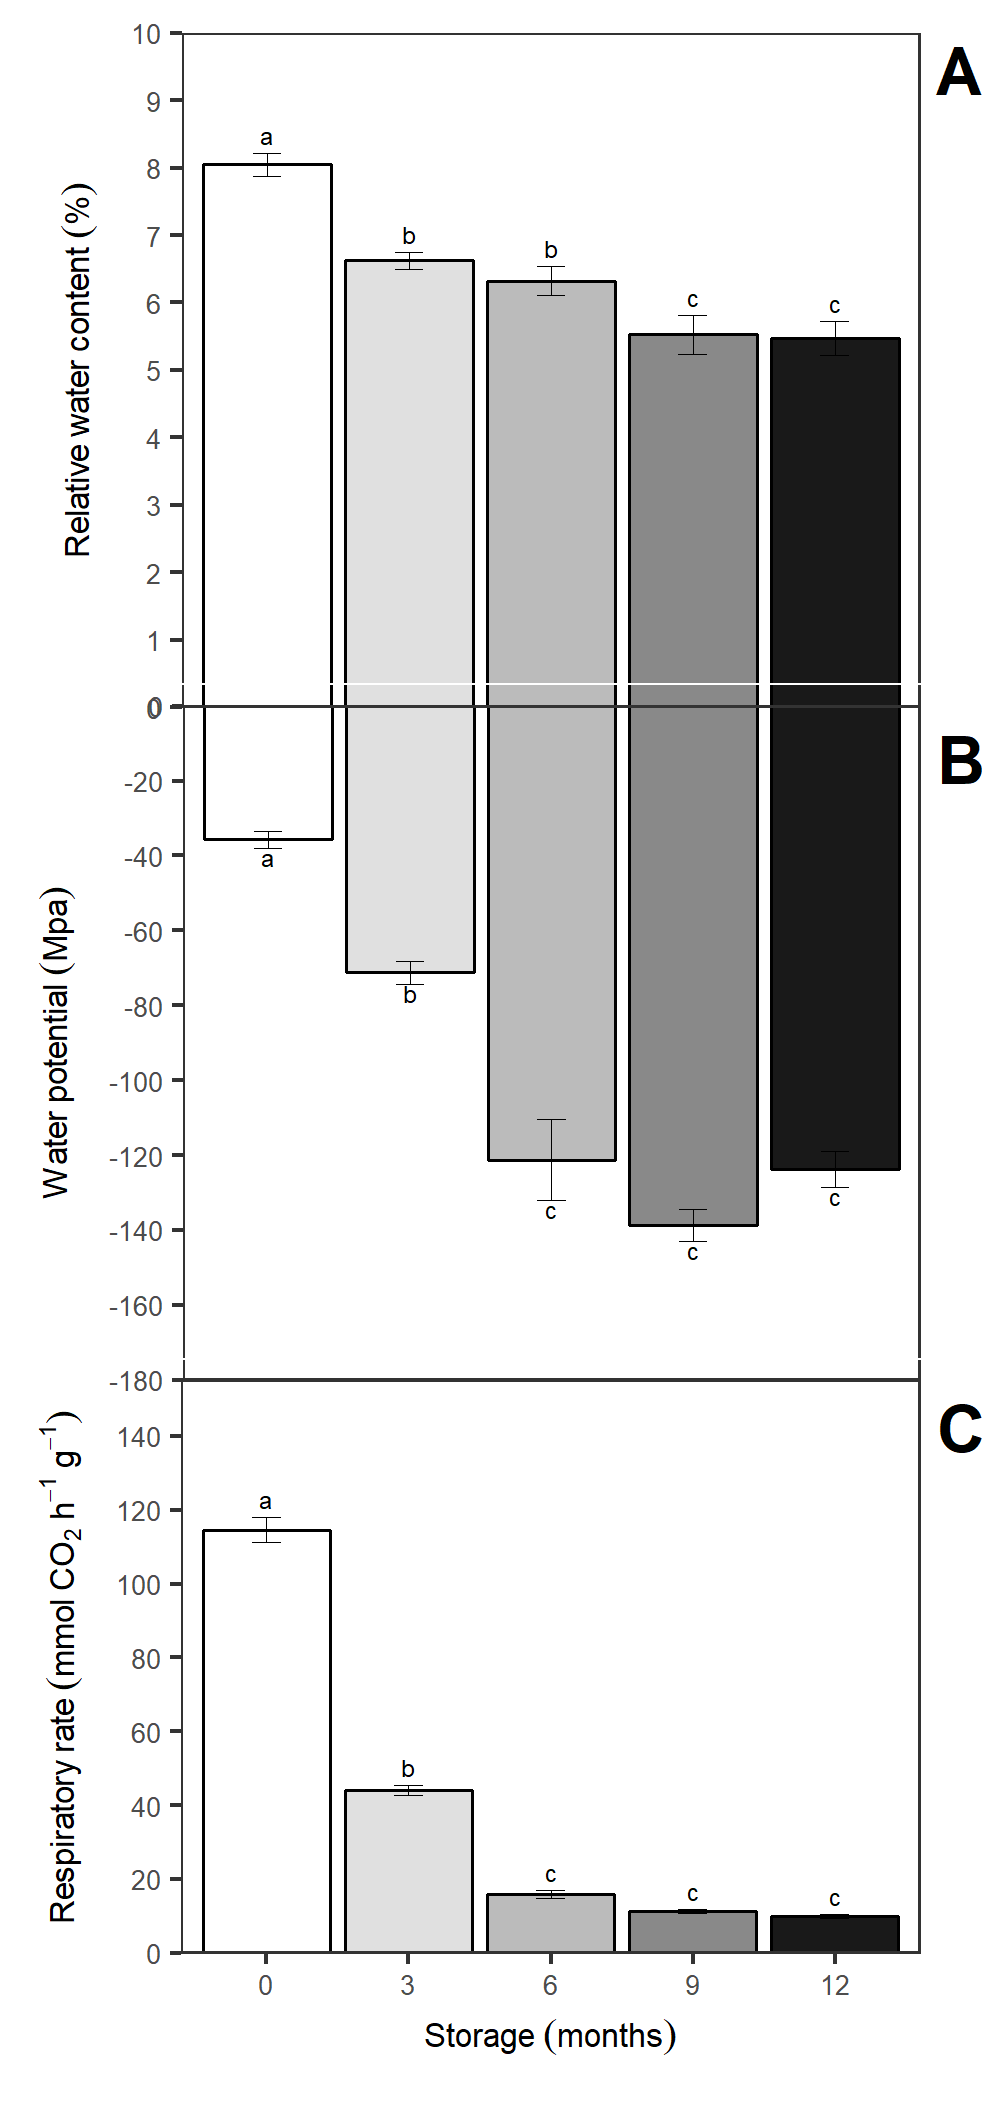 A
Relative water content (%)
10
9
8
7
6
5
4
3
2
1
0
a
b
b
c
c
B
Water potential (Mpa)
0
-20
-40
-60
-80
-100
-120
-140
-160
-180
a
b
c
c
c
C
Respiratory rate (mmol CO₂ h⁻¹ g⁻¹)
140
120
100
80
60
40
20
0
a
b
c
c
c
0 3 6 9 12
Storage (months)